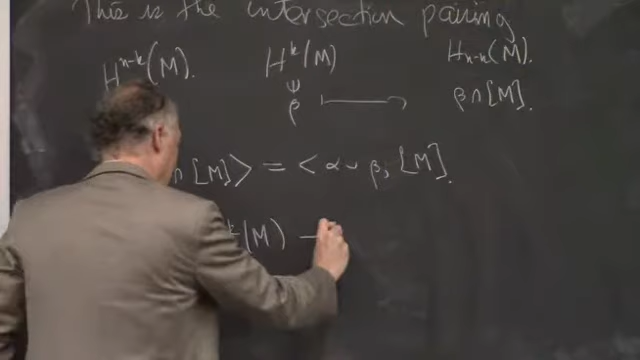 This is the intersection pairing
H^{n-k}(M). H^k(M) H_{n-k}(M).
ψ
β ⟼ β∩[M].
∩[M]> = <α∪β, [M].
^k(M) —